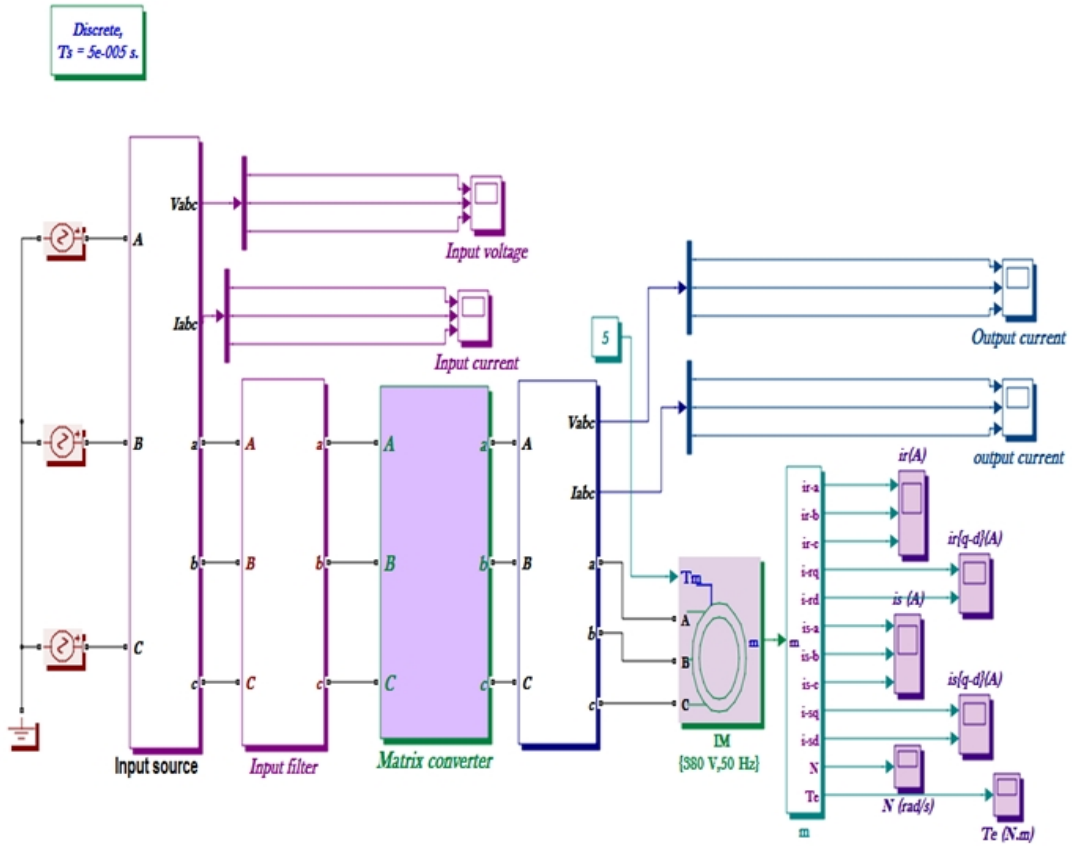 Discrete,
Ts = 5e-005 s.
Vabc
A
Input voltage
Iabc
Input current
5
Output current
B
a
A
a
A
a
A
Vabc
output current
Iabc
ir(A)
ir-a
ir-b
ir-c
ir[q-d](A)
i-rq
i-rd
b
B
b
B
b
B
a
Tm
is (A)
is-a
is-b
is-c
A
m
m
b
B
C
is[q-d](A)
i-sq
i-sd
c
C
c
C
c
C
c
C
Input source
Input filter
Matrix converter
IM
{380 V,50 Hz}
N
Te
N (rad/s)
m
Te (N.m)